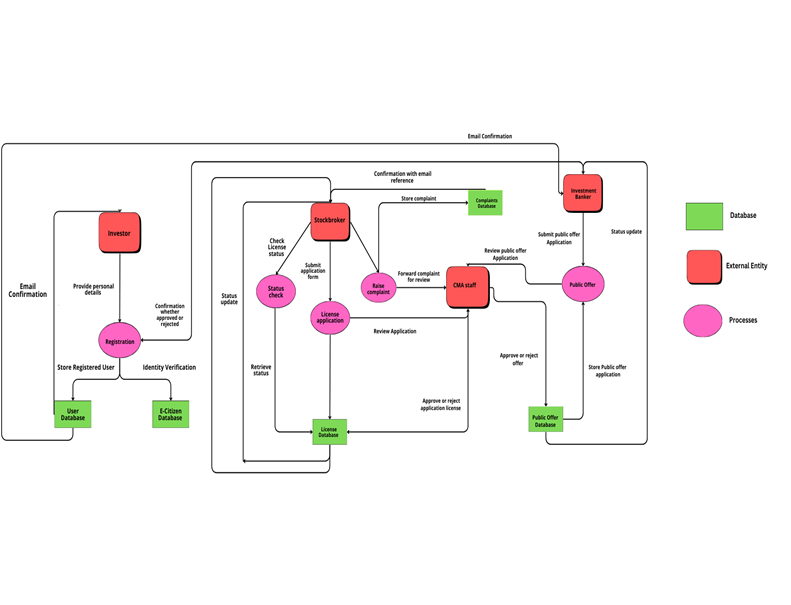 Email Confirmation
Confirmation with email
reference
Store complaint
Complaints
Database
Investment
Banker
Database
Investor
Stockbroker
Submit public offer
Application
Status update
Check
License
status
Review public offer
Application
External Entity
Email
Confirmation
Provide personal
details
Submit
application
form
Forward complaint
for review
Status
check
Raise
complaint
CMA staff
Public Offer
Status
update
Confirmation
whether
approved or
rejected
License
application
Processes
Review Application
Registration
Store Registered User
Identity Verification
Retrieve
status
Approve or reject
offer
Store Public offer
application
User
Database
E-Citizen
Database
Approve or reject
application license
Public Offer
Database
License
Database